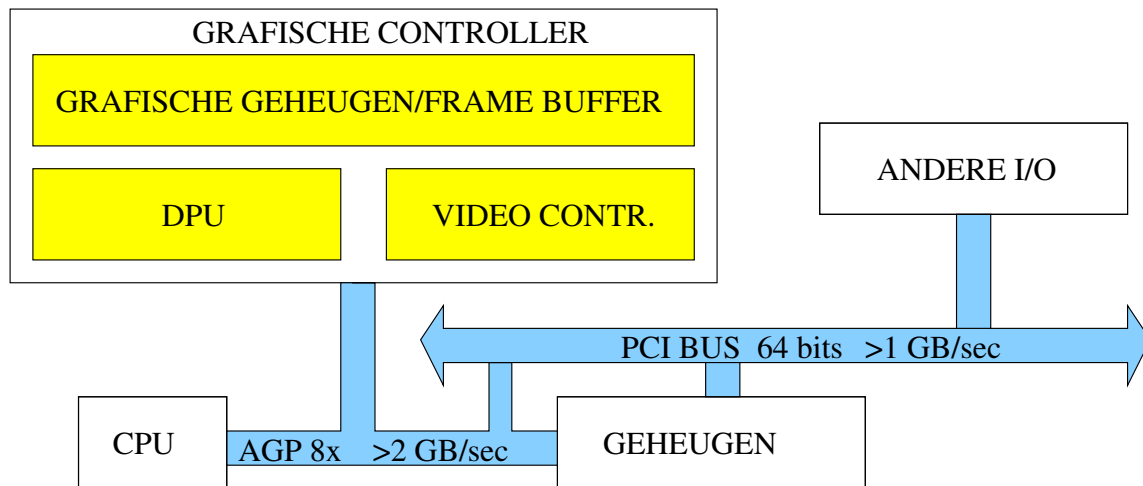 GRAFISCHE CONTROLLER
GRAFISCHE GEHEUGEN/FRAME BUFFER
DPU
VIDEO CONTR.
ANDERE I/O
PCI BUS 64 bits >1 GB/sec
CPU
AGP 8x >2 GB/sec
GEHEUGEN